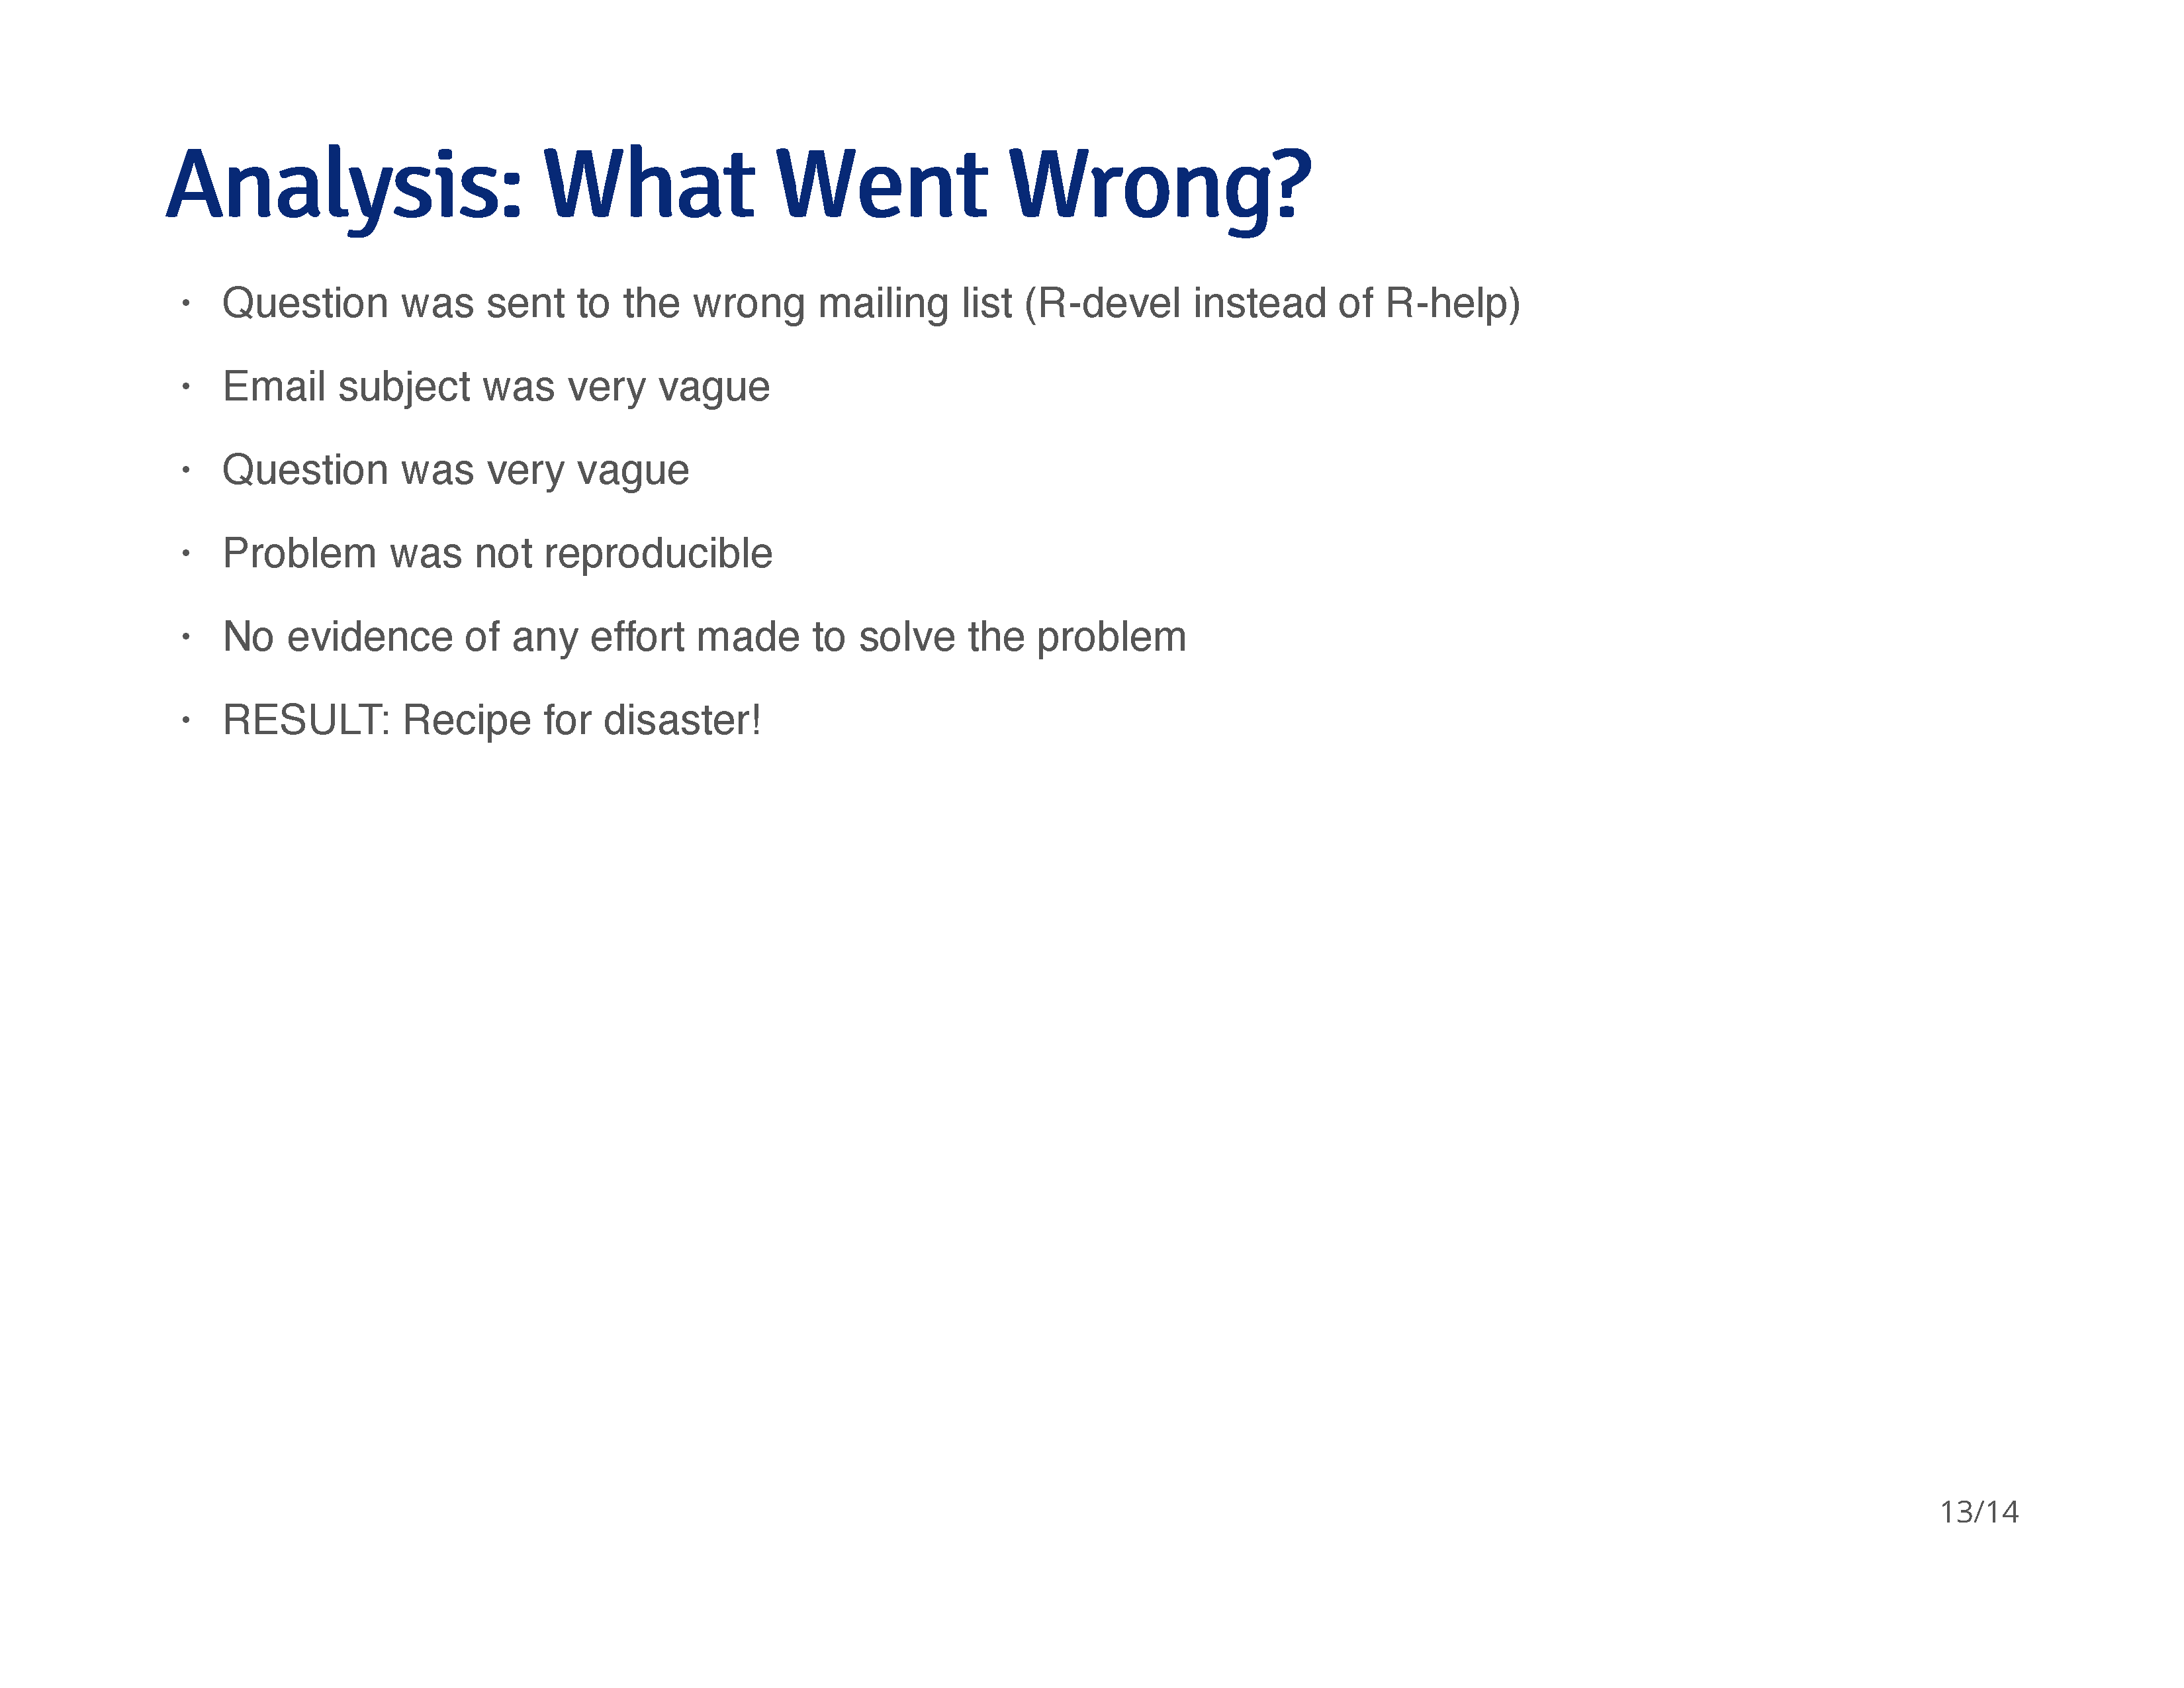 Analysis: What Went Wrong?
· Question was sent to the wrong mailing list (R-devel instead of R-help)
· Email subject was very vague
· Question was very vague
· Problem was not reproducible
· No evidence of any effort made to solve the problem
· RESULT: Recipe for disaster!
13/14